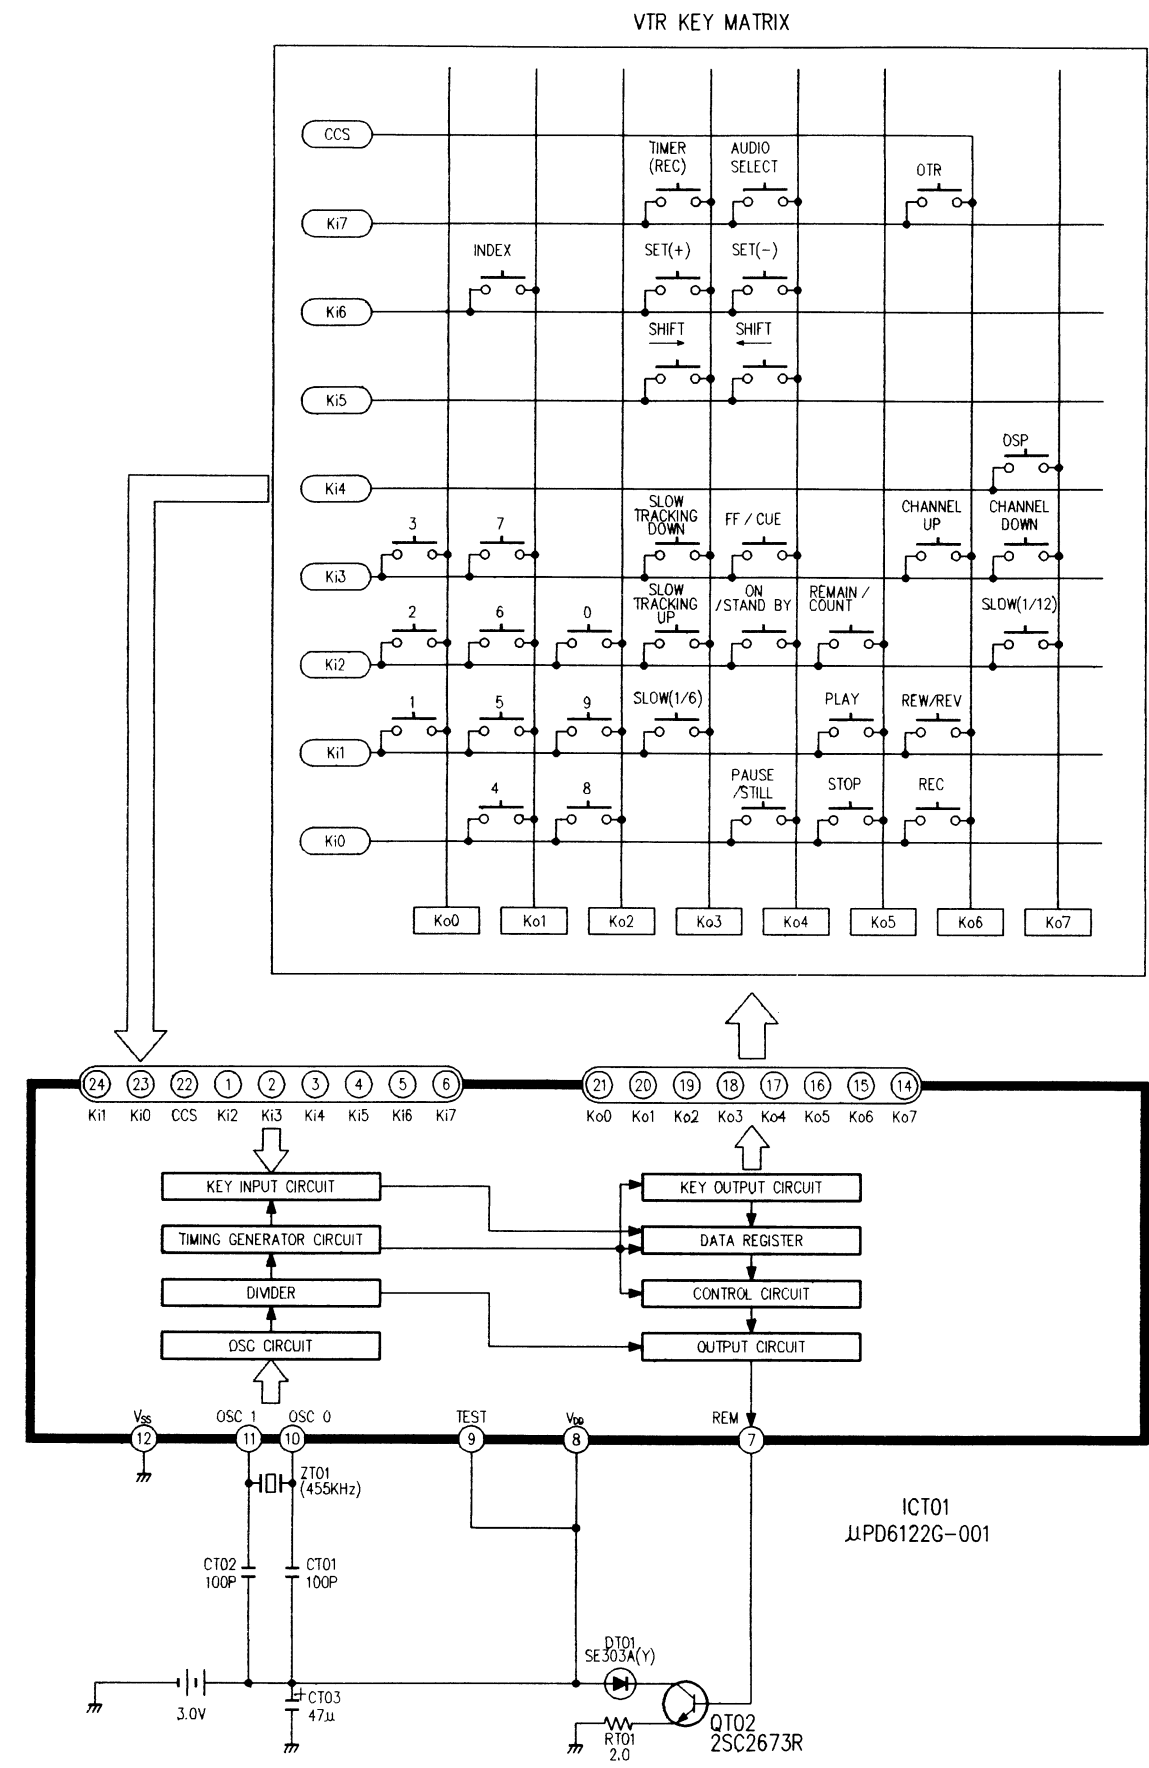 VTR KEY MATRIX
CCS
TIMER
(REC)
AUDIO
SELECT
OTR
Ki7
INDEX
SET(+)
SET(-)
Ki6
SHIFT
SHIFT
Ki5
OSP
Ki4
3
7
SLOW
TRACKING
DOWN
FF / CUE
CHANNEL
UP
CHANNEL
DOWN
Ki3
2
6
0
SLOW
TRACKING
UP
ON
/STAND BY
REMAIN /
COUNT
SLOW(1/12)
Ki2
1
5
9
SLOW(1/6)
PLAY
REW/REV
Ki1
4
8
PAUSE
/STILL
STOP
REC
Ki0
Ko0 Ko1 Ko2 Ko3 Ko4 Ko5 Ko6 Ko7
24 23 22 1 2 3 4 5 6
Ki1 Ki0 CCS Ki2 Ki3 Ki4 Ki5 Ki6 Ki7
21 20 19 18 17 16 15 14
Ko0 Ko1 Ko2 Ko3 Ko4 Ko5 Ko6 Ko7
KEY INPUT CIRCUIT
KEY OUTPUT CIRCUIT
TIMING GENERATOR CIRCUIT
DATA REGISTER
DIVIDER
CONTROL CIRCUIT
OSC CIRCUIT
OUTPUT CIRCUIT
VSS
OSC 1
OSC 0
TEST
VDD
REM
12
11
10
9
8
7
ZT01
(455KHz)
ICT01
µPD6122G-001
CT02
100P
CT01
100P
DT01
SE303A(Y)
3.0V
+
CT03
47µ
RT01
2.0
QT02
2SC2673R